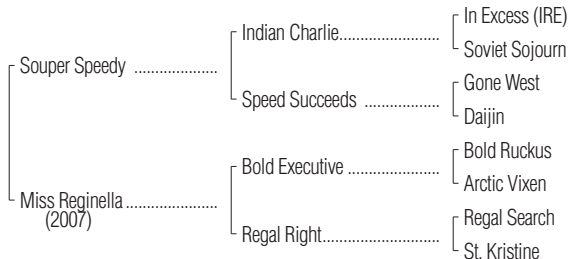 In Excess (IRE)
Indian Charlie....................
Soviet Sojourn
Souper Speedy ................
Gone West
Speed Succeeds ...............
Daijin
Bold Ruckus
Bold Executive ..................
Arctic Vixen
Miss Reginella ..................
(2007)
Regal Search
Regal Right.......................
St. Kristine